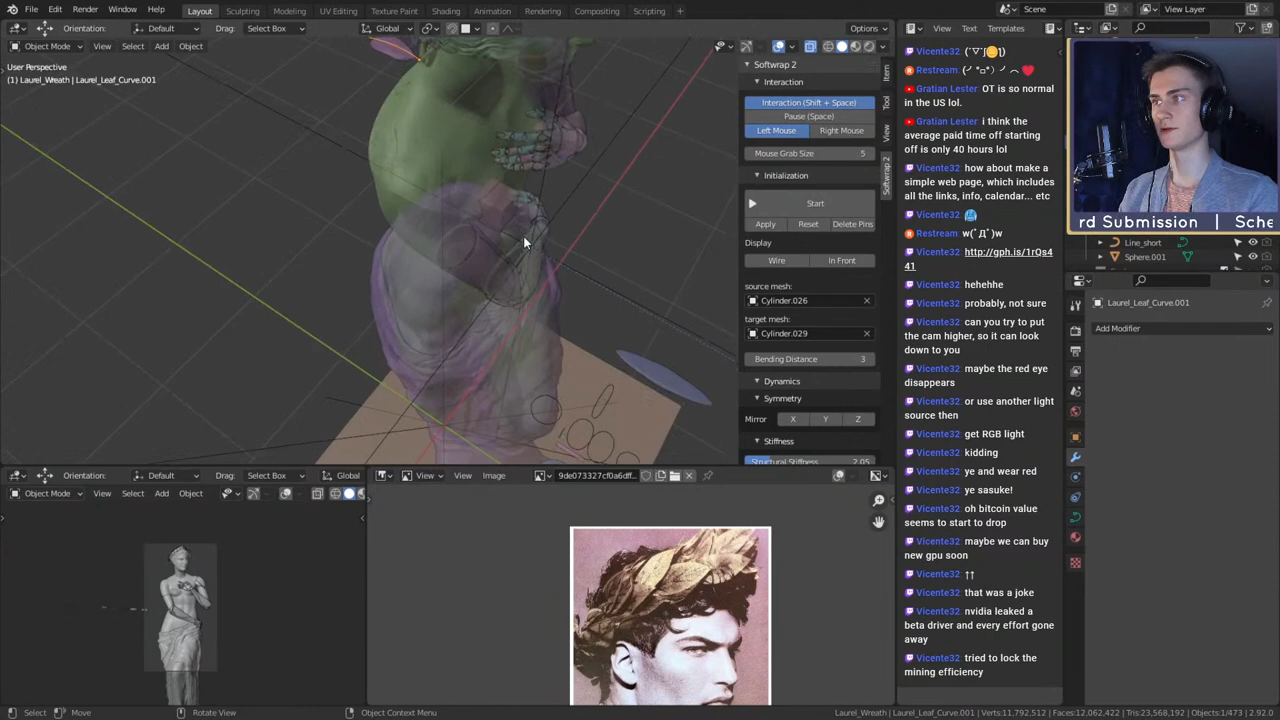 File Edit Render Window Help Layout Sculpting Modeling UV Editing Texture Paint Shading Animation Rendering Compositing Scripting + Scene View Layer
Orientation: Default Drag: Select Box Global Options View Text Templates
Object Mode View Select Add Object
User Perspective
(1) Laurel_Wreath | Laurel_Leaf_Curve.001
Softwrap 2
Interaction
Interaction (Shift + Space)
Pause (Space)
Left Mouse Right Mouse
Mouse Grab Size 5
Initialization
Start
Apply Reset Delete Pins
Display
Wire In Front
source mesh:
Cylinder.026
target mesh:
Cylinder.029
Bending Distance 3
Dynamics
Symmetry
Mirror X Y Z
Stiffness
Structural Stiffness 2.05
Item
Tool
View
Softwrap 2
Vicente32:
Restream:
Gratian Lester: OT is so normal
in the US lol.
Gratian Lester: i think the
average paid time off starting
off is only 40 hours lol
Vicente32: how about make a
simple web page, which includes
all the links, info, calendar... etc
Vicente32:
Restream: w(ﾟДﾟ)w
Vicente32: http://gph.is/1rQs4
41
Vicente32: hehehhe
Vicente32: probably, not sure
Vicente32: can you try to put
the cam higher, so it can look
down to you
Vicente32: maybe the red eye
disappears
Vicente32: or use another light
source then
Vicente32: get RGB light
Vicente32: kidding
Vicente32: ye and wear red
Vicente32: ye sasuke!
Vicente32: oh bitcoin value
seems to start to drop
Vicente32: maybe we can buy
new gpu soon
Vicente32: ↑↑
Vicente32: that was a joke
Vicente32: nvidia leaked a
beta driver and every effort gone
away
Vicente32: tried to lock the
mining efficiency
rd Submission | Sche
Line_short
Sphere.001
Laurel_Leaf_Curve.001
Add Modifier
Orientation: Default Drag: Select Box Global View View Image 9de073327cf0a6dff...
Object Mode View Select Add Object
Select Move Rotate View Object Context Menu Laurel_Wreath | Laurel_Leaf_Curve.001 | Verts:11,792,512 | Faces:12,062,422 | Tris:23,568,192 | Objects:1/473 | 2.92.0